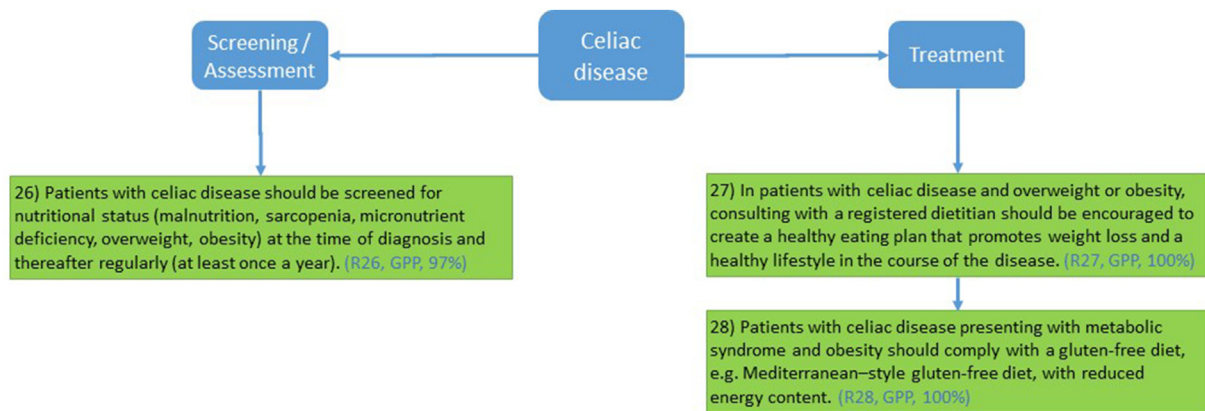 Screening /
Assessment
Celiac
disease
Treatment
26) Patients with celiac disease should be screened for
nutritional status (malnutrition, sarcopenia, micronutrient
deficiency, overweight, obesity) at the time of diagnosis and
thereafter regularly (at least once a year). (R26, GPP, 97%)
27) In patients with celiac disease and overweight or obesity,
consulting with a registered dietitian should be encouraged to
create a healthy eating plan that promotes weight loss and a
healthy lifestyle in the course of the disease. (R27, GPP, 100%)
28) Patients with celiac disease presenting with metabolic
syndrome and obesity should comply with a gluten-free diet,
e.g. Mediterranean–style gluten-free diet, with reduced
energy content. (R28, GPP, 100%)